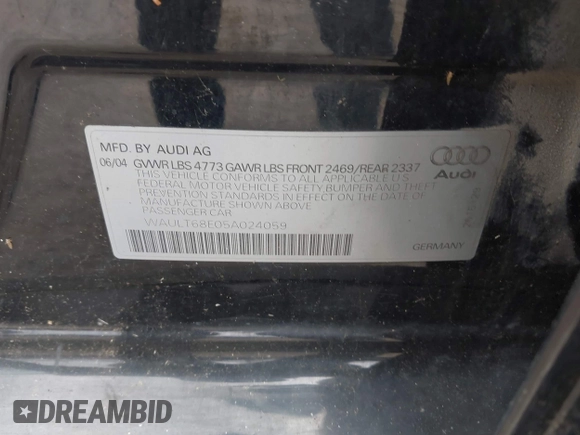 MFD. BY AUDI AG
06/04 GVWR LBS 4773 GAWR LBS FRONT 2469/REAR 2337
THIS VEHICLE CONFORMS TO ALL APPLICABLE U.S.
FEDERAL MOTOR VEHICLE SAFETY BUMPER AND THEFT
PREVENTION STANDARDS IN EFFECT ON THE DATE OF
MANUFACTURE SHOWN ABOVE.
PASSENGER CAR
WAULT68E05A024059
Audi
GERMANY
DREAMBID